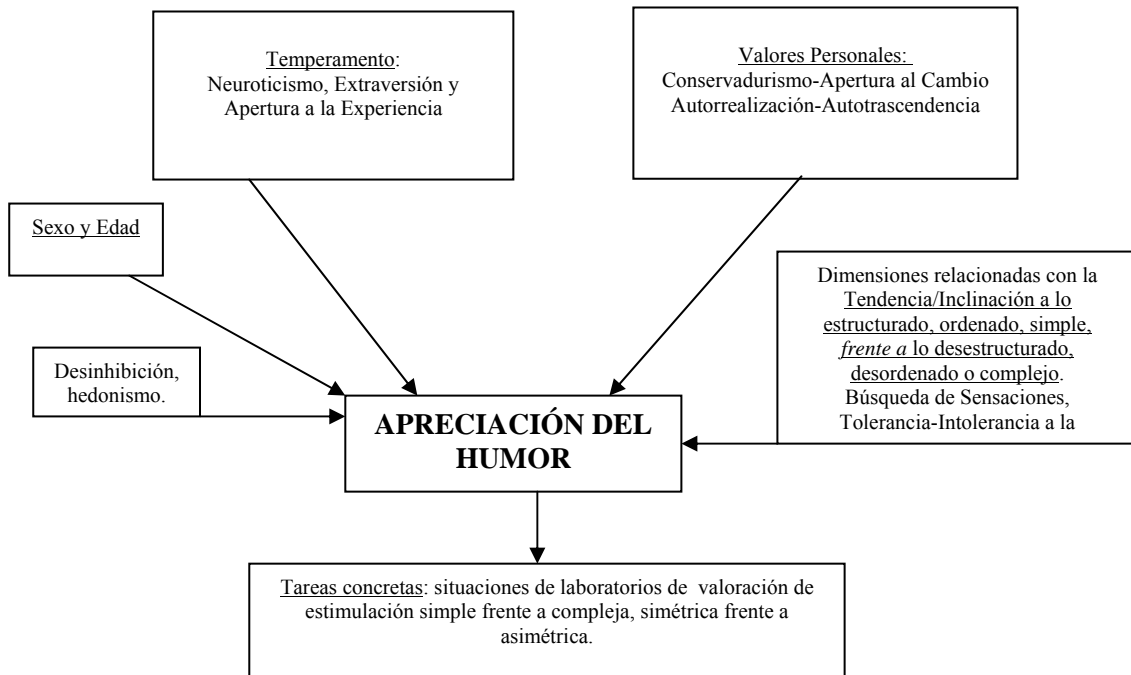 Temperamento:
Neuroticismo, Extraversión y
Apertura a la Experiencia
Valores Personales:
Conservadurismo-Apertura al Cambio
Autorrealización-Autotrascendencia
Sexo y Edad
Desinhibición,
hedonismo.
Dimensiones relacionadas con la
Tendencia/Inclinación a lo
estructurado, ordenado, simple,
frente a lo desestructurado,
desordenado o complejo.
Búsqueda de Sensaciones,
Tolerancia-Intolerancia a la
APRECIACIÓN DEL
HUMOR
Tareas concretas: situaciones de laboratorios de valoración de
estimulación simple frente a compleja, simétrica frente a
asimétrica.